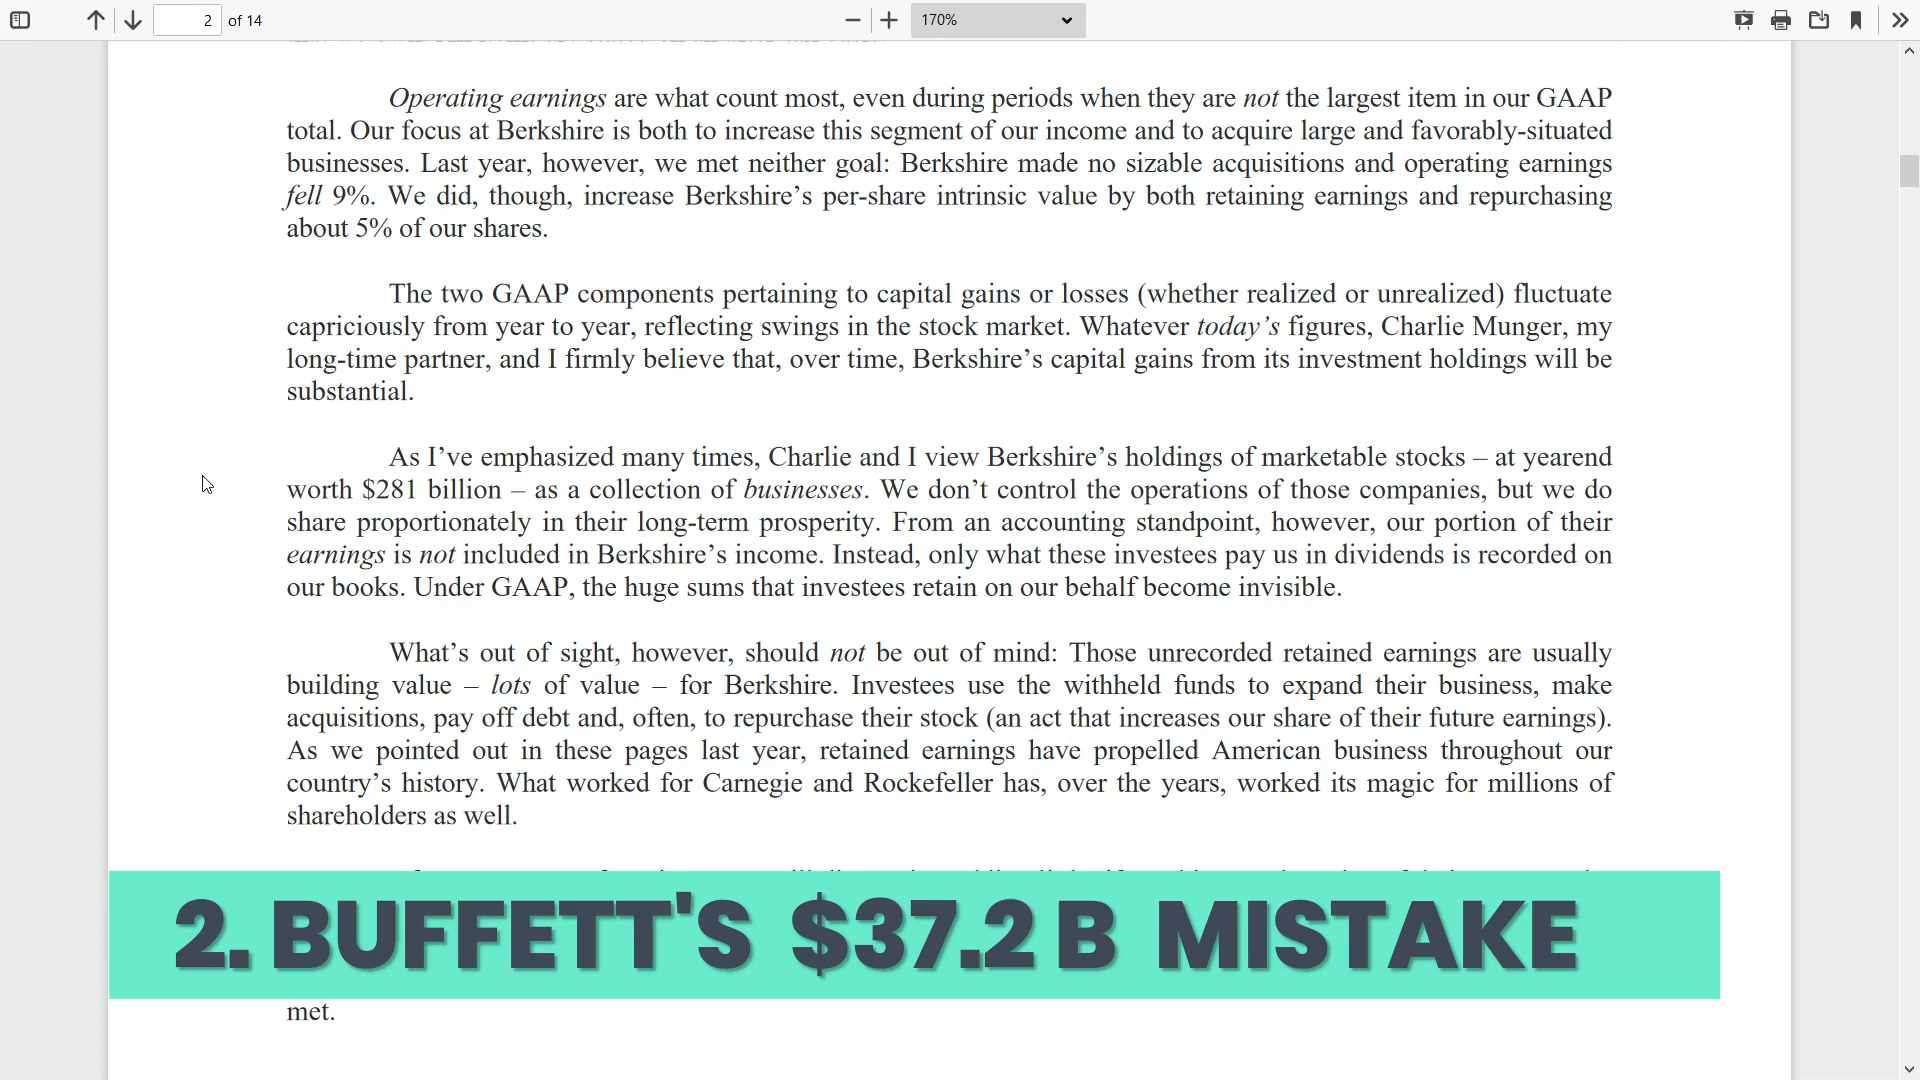 2 of 14
170%
Operating earnings are what count most, even during periods when they are not the largest item in our GAAP
total. Our focus at Berkshire is both to increase this segment of our income and to acquire large and favorably-situated
businesses. Last year, however, we met neither goal: Berkshire made no sizable acquisitions and operating earnings
fell 9%. We did, though, increase Berkshire’s per-share intrinsic value by both retaining earnings and repurchasing
about 5% of our shares.
The two GAAP components pertaining to capital gains or losses (whether realized or unrealized) fluctuate
capriciously from year to year, reflecting swings in the stock market. Whatever today’s figures, Charlie Munger, my
long-time partner, and I firmly believe that, over time, Berkshire’s capital gains from its investment holdings will be
substantial.
As I’ve emphasized many times, Charlie and I view Berkshire’s holdings of marketable stocks – at yearend
worth $281 billion – as a collection of businesses. We don’t control the operations of those companies, but we do
share proportionately in their long-term prosperity. From an accounting standpoint, however, our portion of their
earnings is not included in Berkshire’s income. Instead, only what these investees pay us in dividends is recorded on
our books. Under GAAP, the huge sums that investees retain on our behalf become invisible.
What’s out of sight, however, should not be out of mind: Those unrecorded retained earnings are usually
building value – lots of value – for Berkshire. Investees use the withheld funds to expand their business, make
acquisitions, pay off debt and, often, to repurchase their stock (an act that increases our share of their future earnings).
As we pointed out in these pages last year, retained earnings have propelled American business throughout our
country’s history. What worked for Carnegie and Rockefeller has, over the years, worked its magic for millions of
shareholders as well.
2. BUFFETT'S $37.2 B MISTAKE
met.